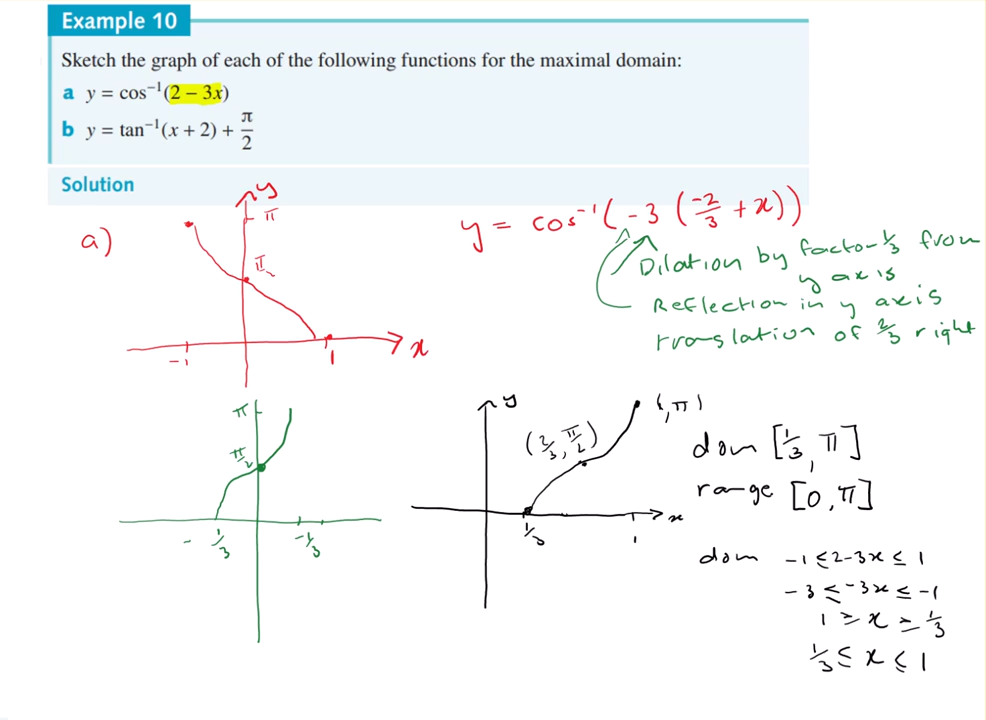 Example 10
Sketch the graph of each of the following functions for the maximal domain:
a y = cos⁻¹(2 – 3x)
b y = tan⁻¹(x + 2) + π/2
Solution
a)
y
π
π/2
-1
1
x
y = cos⁻¹(-3(-2/3 + x))
Dilation by factor 1/3 from
y axis
Reflection in y axis
translation of 2/3 right
π
π/2
- 1/3
-1/3
y
(2/3, π/2)
(1, π)
1/3
1
x
dom [1/3, π]
range [0, π]
dom -1 ≤ 2-3x ≤ 1
-3 ≤ -3x ≤ -1
1 ≥ x ≥ 1/3
1/3 ≤ x ≤ 1